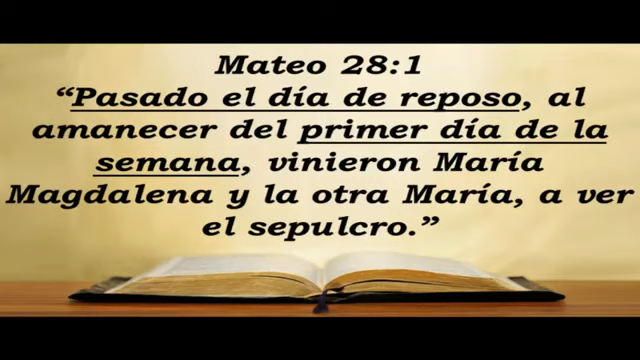 Mateo 28:1
“Pasado el día de reposo, al
amanecer del primer día de la
semana, vinieron María
Magdalena y la otra María, a ver
el sepulcro.”